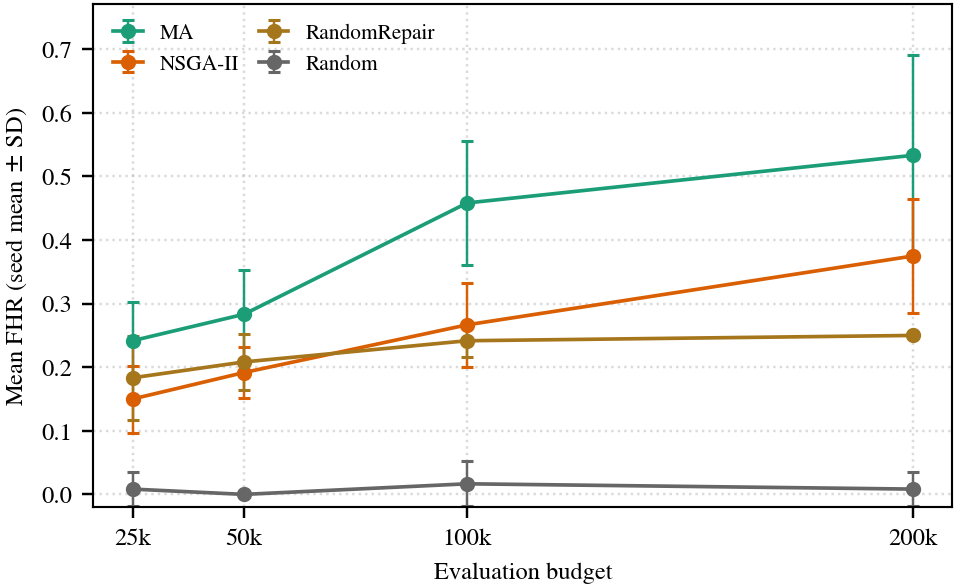 MA
NSGA-II
RandomRepair
Random
Mean FHR (seed mean ± SD)
0.7
0.6
0.5
0.4
0.3
0.2
0.1
0.0
25k
50k
100k
200k
Evaluation budget